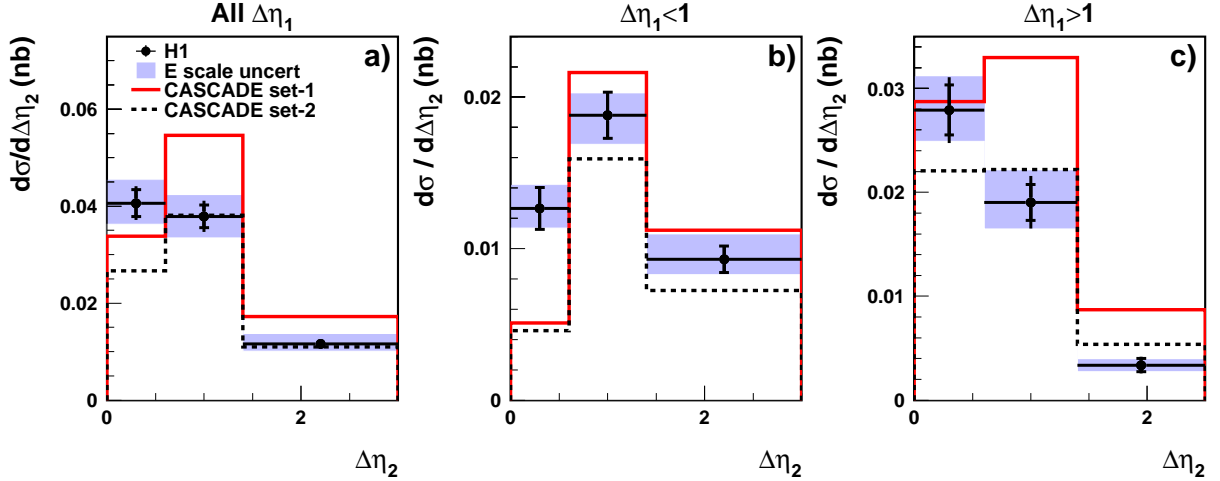 All Δη1
a)
H1
E scale uncert
CASCADE set-1
CASCADE set-2
dσ/dΔη2 (nb)
0.06
0.04
0.02
0
0 2
Δη2
Δη1<1
b)
dσ / dΔη2 (nb)
0.02
0.01
0
0 2
Δη2
Δη1>1
c)
dσ / dΔη2 (nb)
0.03
0.02
0.01
0
0 2
Δη2